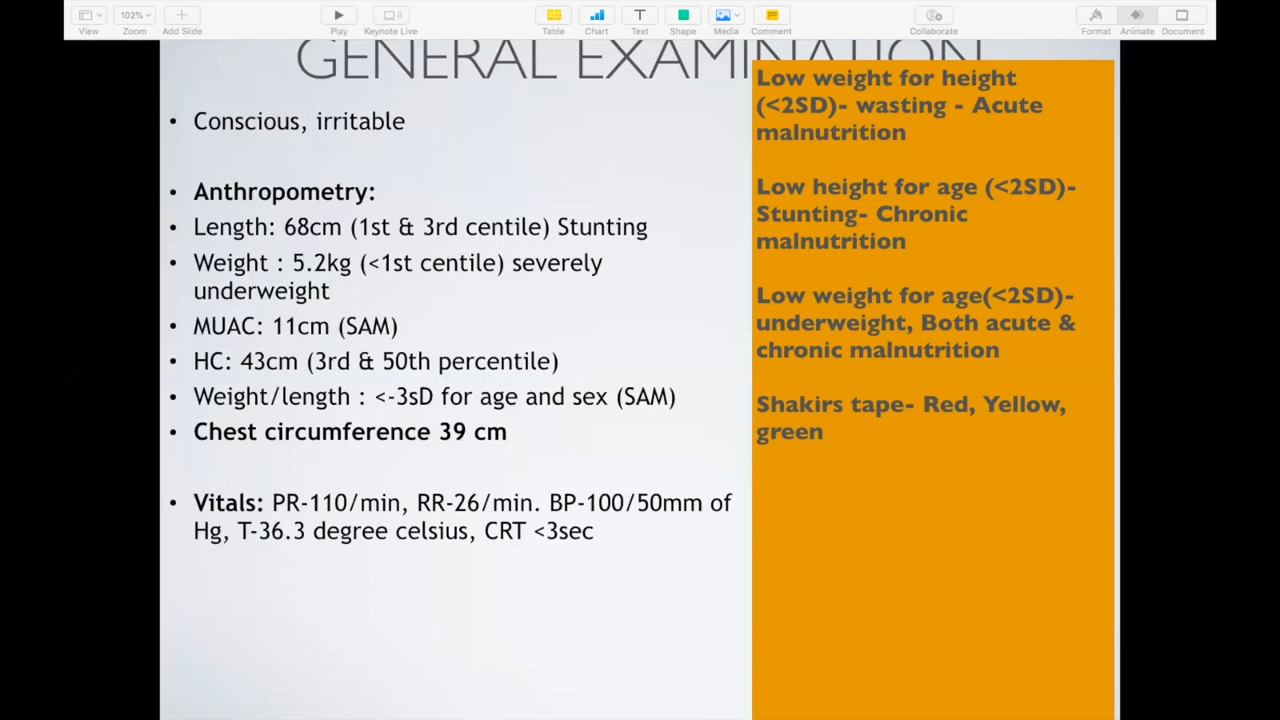 102%
View
Zoom
Add Slide
Play
Keynote Live
Table
Chart
Text
Shape
Media
Comment
Collaborate
Format
Animate
Document
GENERAL EXAMINATION
• Conscious, irritable
• Anthropometry:
• Length: 68cm (1st & 3rd centile) Stunting
• Weight : 5.2kg (<1st centile) severely
underweight
• MUAC: 11cm (SAM)
• HC: 43cm (3rd & 50th percentile)
• Weight/length : <-3sD for age and sex (SAM)
• Chest circumference 39 cm
• Vitals: PR-110/min, RR-26/min. BP-100/50mm of
Hg, T-36.3 degree celsius, CRT <3sec
Low weight for height
(<2SD)- wasting - Acute
malnutrition
Low height for age (<2SD)-
Stunting- Chronic
malnutrition
Low weight for age(<2SD)-
underweight, Both acute &
chronic malnutrition
Shakirs tape- Red, Yellow,
green